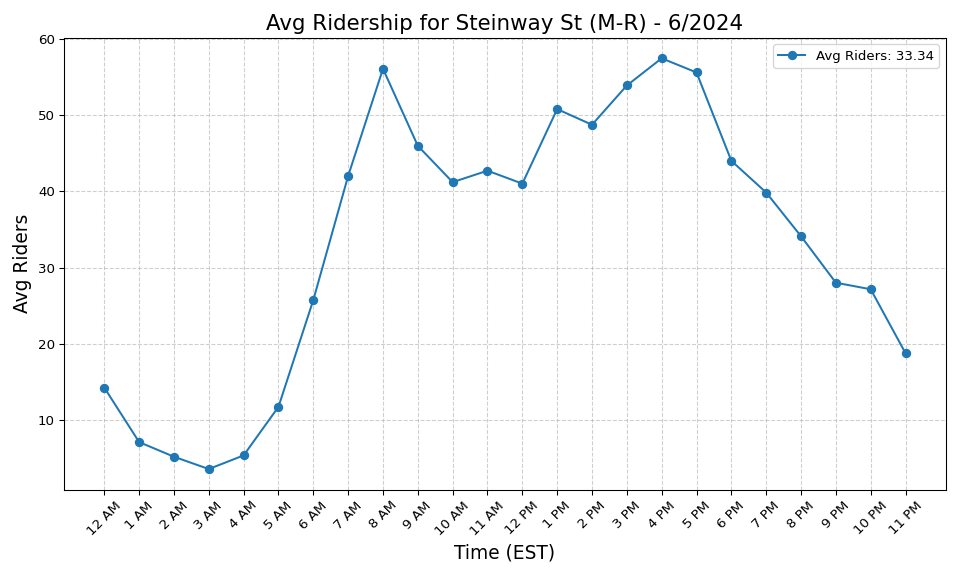 Avg Ridership for Steinway St (M-R) - 6/2024
Avg Riders: 33.34
Avg Riders
60
50
40
30
20
10
12 AM
1 AM
2 AM
3 AM
4 AM
5 AM
6 AM
7 AM
8 AM
9 AM
10 AM
11 AM
12 PM
1 PM
2 PM
3 PM
4 PM
5 PM
6 PM
7 PM
8 PM
9 PM
10 PM
11 PM
Time (EST)